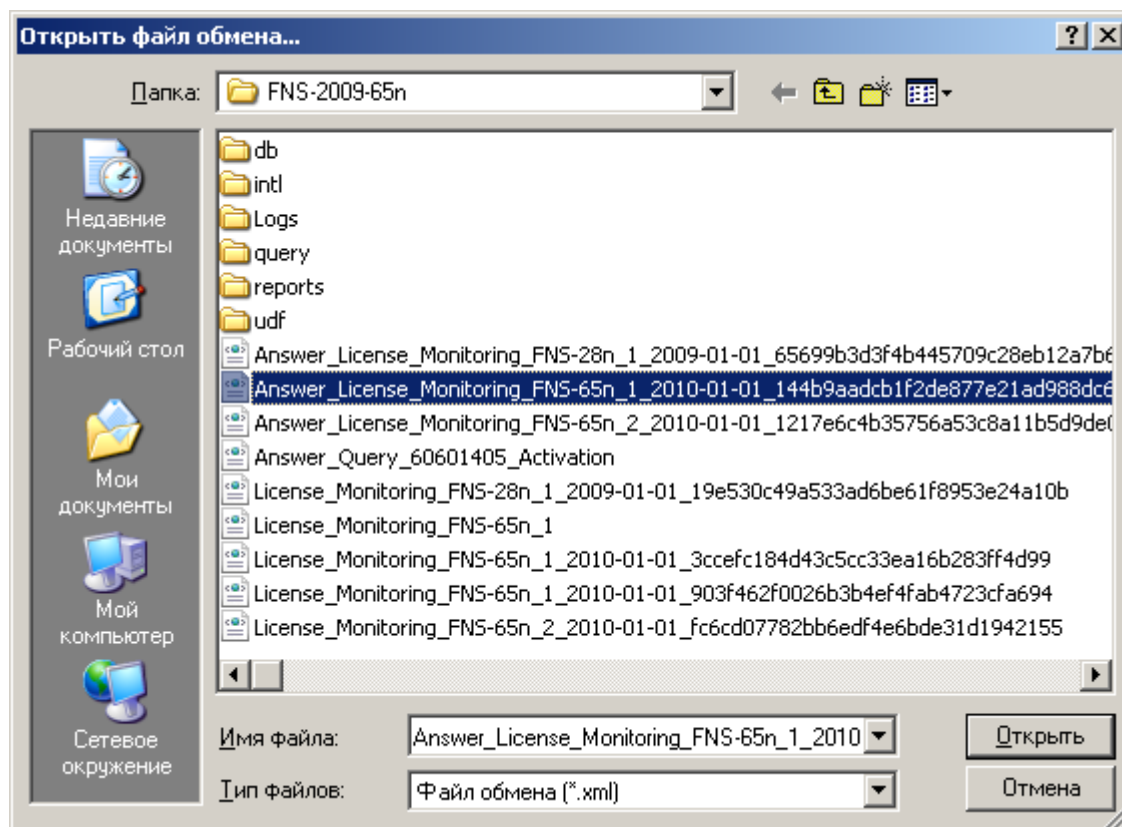 Открыть файл обмена...
Папка:
FNS-2009-65n
Недавние
документы
Рабочий стол
Мои
документы
Мой
компьютер
Сетевое
окружение
db
intl
Logs
query
reports
udf
Answer_License_Monitoring_FNS-28n_1_2009-01-01_65699b3d3f4b445709c28eb12a7b6
Answer_License_Monitoring_FNS-65n_1_2010-01-01_144b9aadcb1f2de877e21ad988dc6
Answer_License_Monitoring_FNS-65n_2_2010-01-01_1217e6c4b35756a53c8a11b5d9de0
Answer_Query_60601405_Activation
License_Monitoring_FNS-28n_1_2009-01-01_19e530c49a533ad6be61f8953e24a10b
License_Monitoring_FNS-65n_1
License_Monitoring_FNS-65n_1_2010-01-01_3ccefc184d43c5cc33ea16b283ff4d99
License_Monitoring_FNS-65n_1_2010-01-01_903f462f0026b3b4ef4fab4723cfa694
License_Monitoring_FNS-65n_2_2010-01-01_fc6cd07782bb6edf4e6bde31d1942155
Имя файла:
Answer_License_Monitoring_FNS-65n_1_2010
Открыть
Тип файлов:
Файл обмена (*.xml)
Отмена